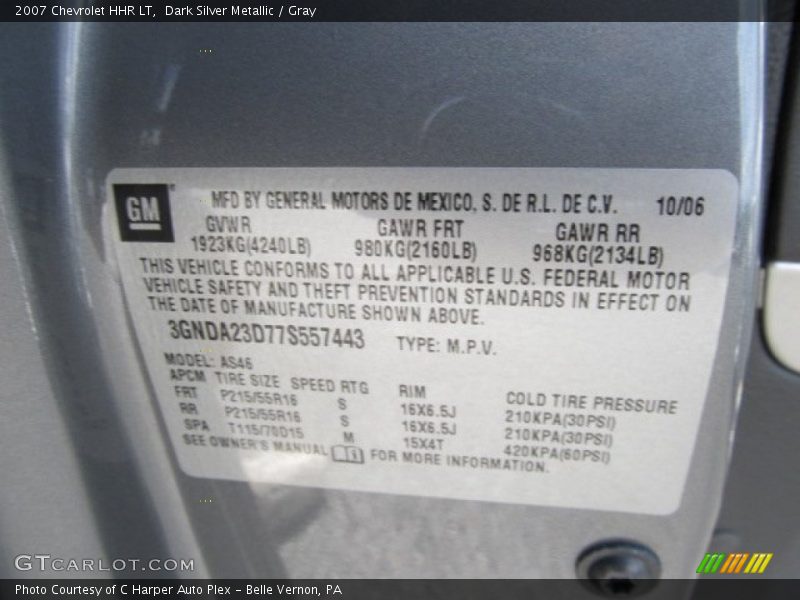 2007 Chevrolet HHR LT,  Dark Silver Metallic / Gray
GM
MFD BY GENERAL MOTORS DE MEXICO, S. DE R.L. DE C.V. 10/06
GVWR GAWR FRT GAWR RR
1923KG(4240LB) 980KG(2160LB) 968KG(2134LB)
THIS VEHICLE CONFORMS TO ALL APPLICABLE U.S. FEDERAL MOTOR
VEHICLE SAFETY AND THEFT PREVENTION STANDARDS IN EFFECT ON
THE DATE OF MANUFACTURE SHOWN ABOVE.
3GNDA23D77S557443 TYPE: M.P.V.
MODEL: AS46
APCM TIRE SIZE SPEED RTG RIM COLD TIRE PRESSURE
FRT P215/55R16 S 16X6.5J 210KPA(30PSI)
RR P215/55R16 S 16X6.5J 210KPA(30PSI)
SPA T115/70D15 M 15X4T 420KPA(60PSI)
SEE OWNER'S MANUAL FOR MORE INFORMATION.
GTCARLOT.COM
Photo Courtesy of C Harper Auto Plex – Belle Vernon, PA